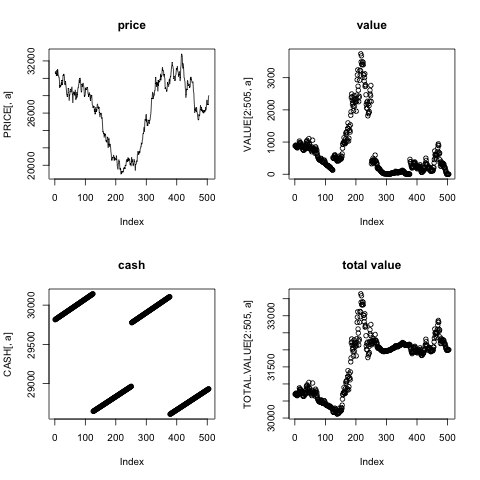 price
PRICE[, a]
20000 23000 26000 29000 32000
0 100 200 300 400 500
Index
value
VALUE[2:505, a]
0 1000 2000 3000
0 100 200 300 400 500
Index
cash
CASH[, a]
29000 29500 30000
0 100 200 300 400 500
Index
total value
TOTAL.VALUE[2:505, a]
30000 31500 33000
0 100 200 300 400 500
Index